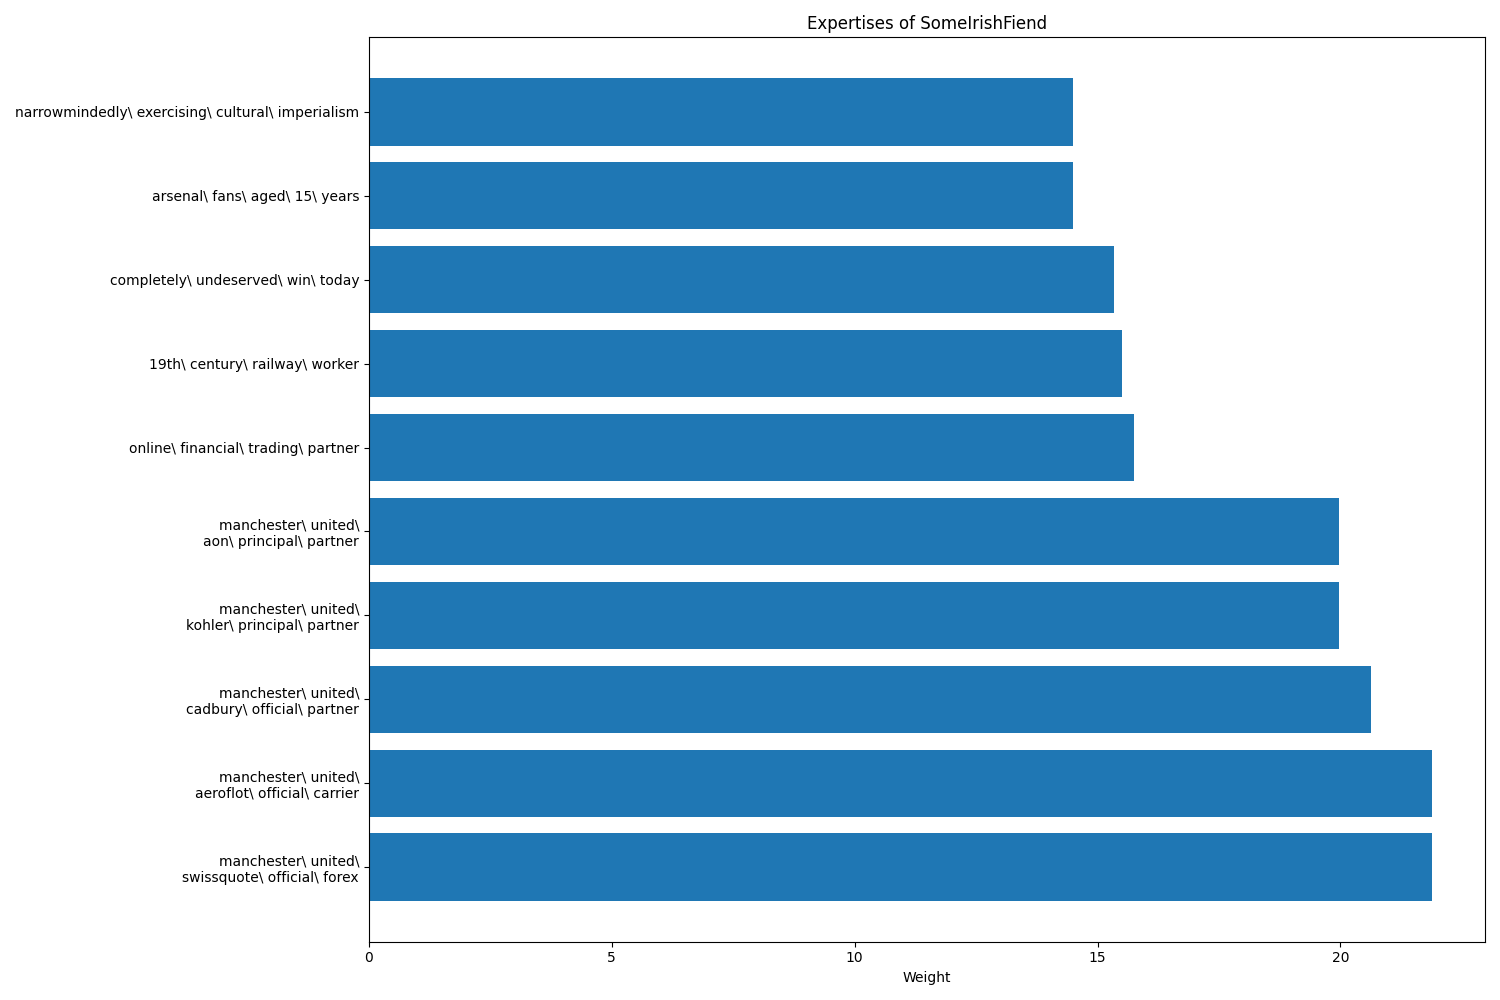 Expertises of SomeIrishFiend
narrowmindedly\ exercising\ cultural\ imperialism
arsenal\ fans\ aged\ 15\ years
completely\ undeserved\ win\ today
19th\ century\ railway\ worker
online\ financial\ trading\ partner
manchester\ united\
aon\ principal\ partner
manchester\ united\
kohler\ principal\ partner
manchester\ united\
cadbury\ official\ partner
manchester\ united\
aeroflot\ official\ carrier
manchester\ united\
swissquote\ official\ forex
0 5 10 15 20
Weight